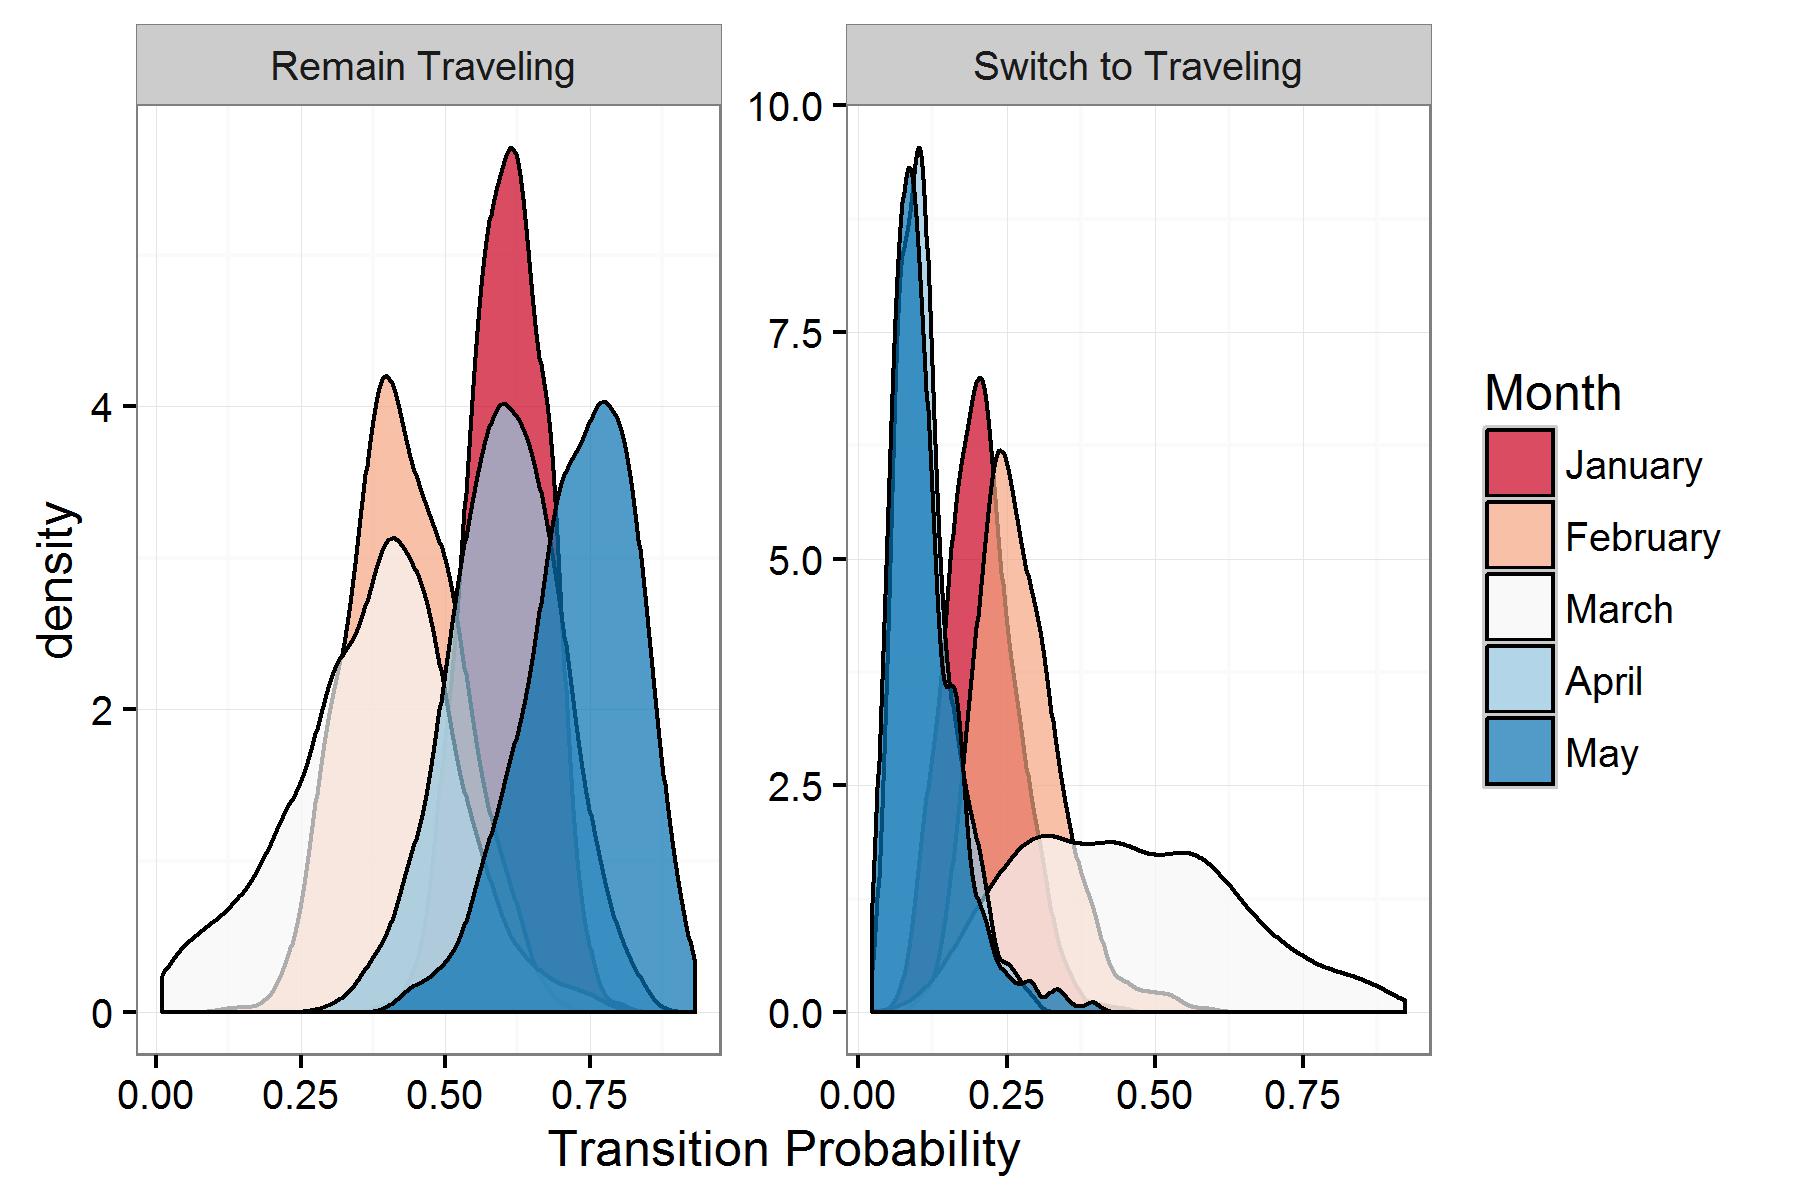 Remain Traveling
Switch to Traveling
density
4
2
0
10.0
7.5
5.0
2.5
0.0
0.00 0.25 0.50 0.75
0.00 0.25 0.50 0.75
Transition Probability
Month
January
February
March
April
May